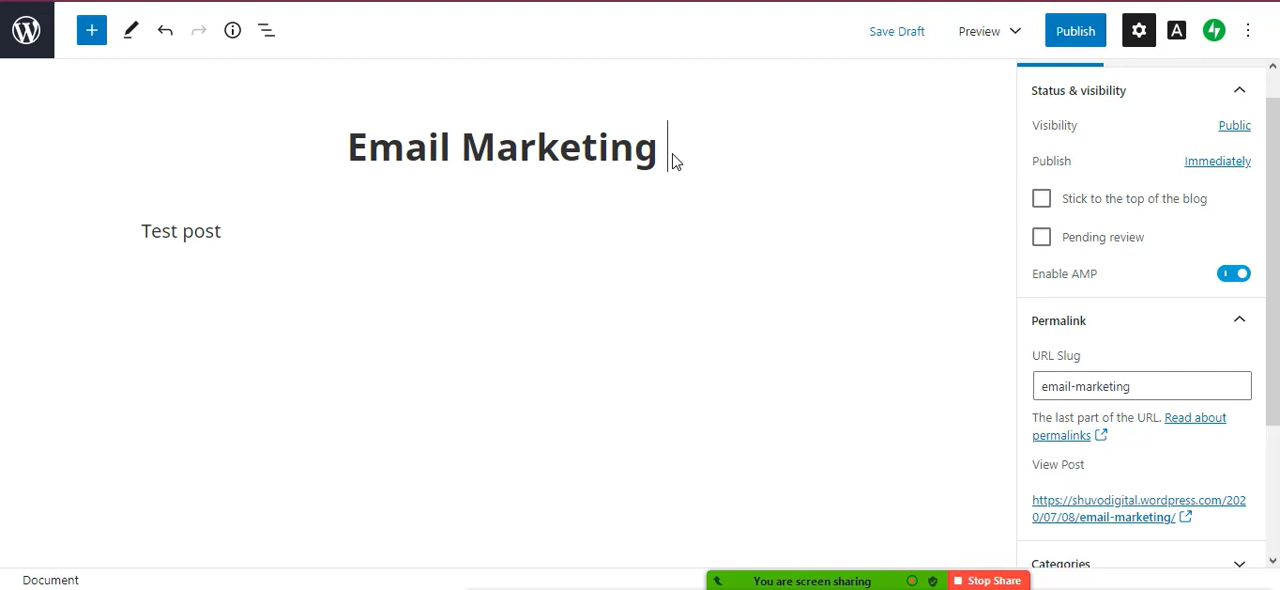 Save Draft
Preview
Publish
A
Email Marketing
Test post
Status & visibility
Visibility
Public
Publish
Immediately
Stick to the top of the blog
Pending review
Enable AMP
Permalink
URL Slug
email-marketing
The last part of the URL. Read about
permalinks
View Post
https://shuvodigital.wordpress.com/202
0/07/08/email-marketing/
Categories
Document
You are screen sharing
Stop Share